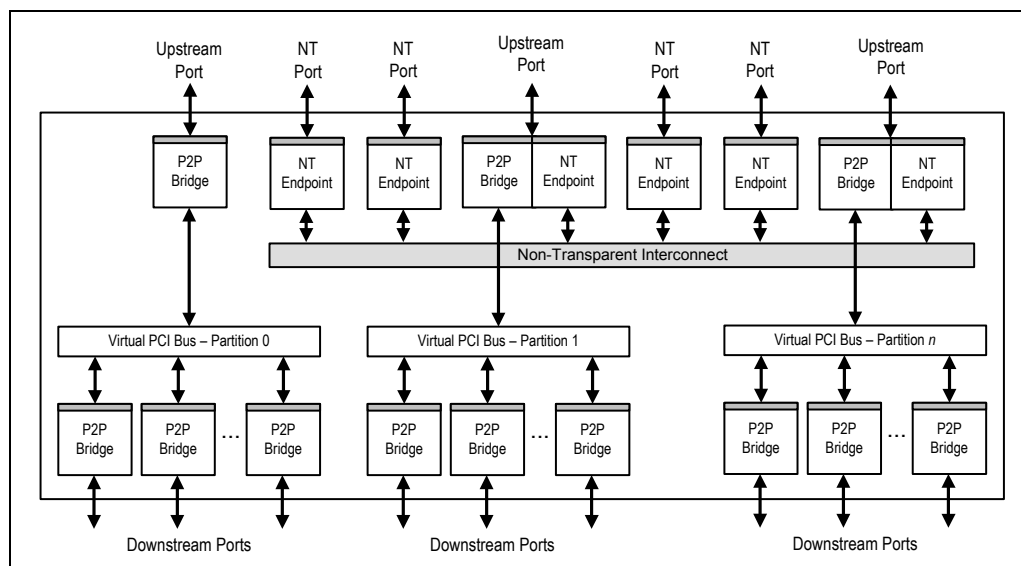 Upstream Port
NT Port
NT Port
Upstream Port
NT Port
NT Port
Upstream Port
P2P Bridge
NT Endpoint
NT Endpoint
P2P Bridge
NT Endpoint
NT Endpoint
NT Endpoint
P2P Bridge
NT Endpoint
Non-Transparent Interconnect
Virtual PCI Bus – Partition 0
Virtual PCI Bus – Partition 1
Virtual PCI Bus – Partition n
P2P Bridge
P2P Bridge
...
P2P Bridge
P2P Bridge
P2P Bridge
...
P2P Bridge
P2P Bridge
P2P Bridge
...
P2P Bridge
Downstream Ports
Downstream Ports
Downstream Ports